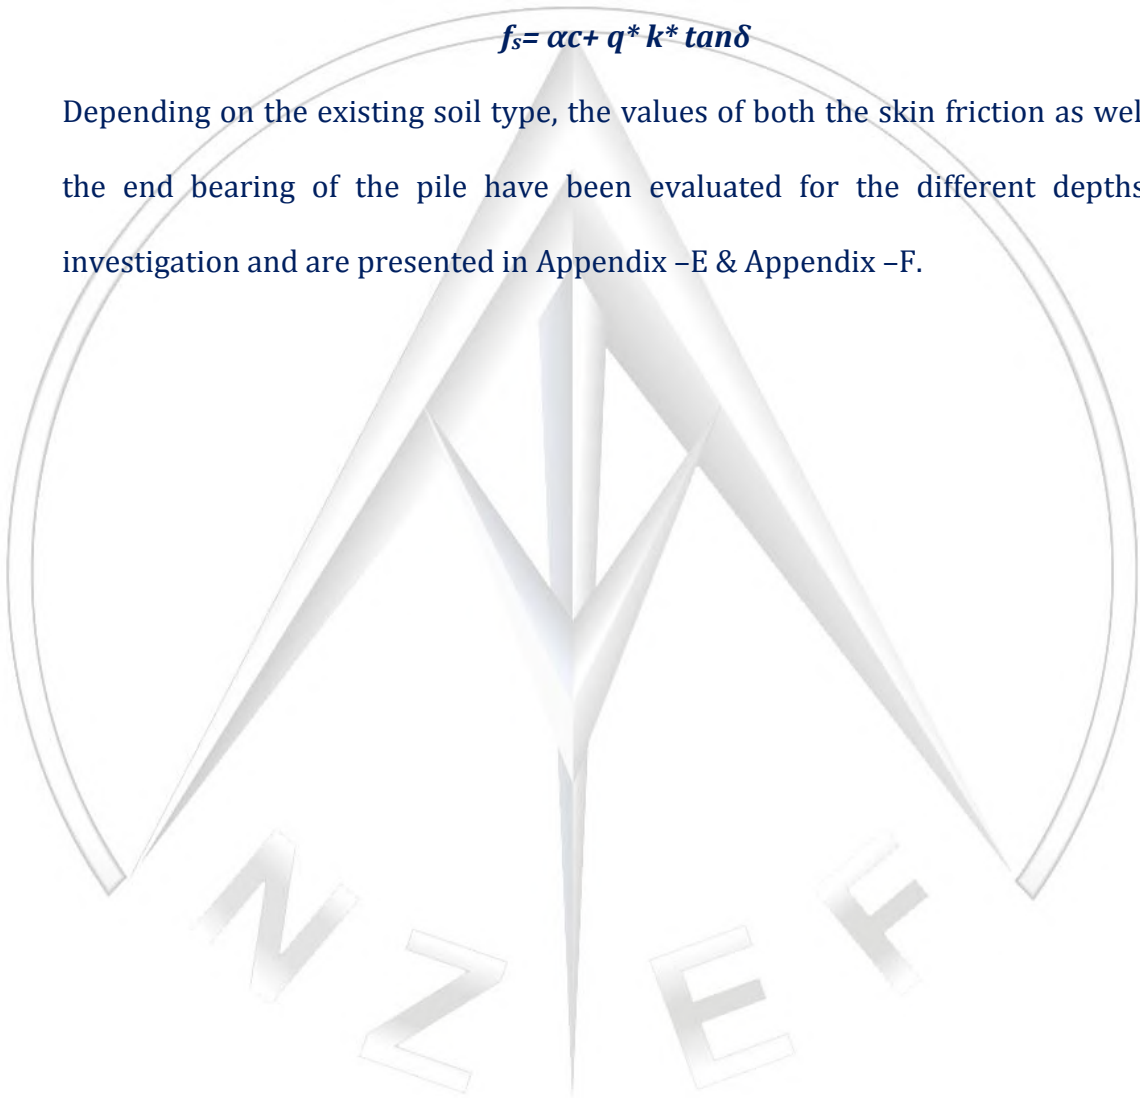 fs= αc+ q* k* tanδ
Depending on the existing soil type, the values of both the skin friction as wel
the end bearing of the pile have been evaluated for the different depths
investigation and are presented in Appendix –E & Appendix –F.
N Z E F